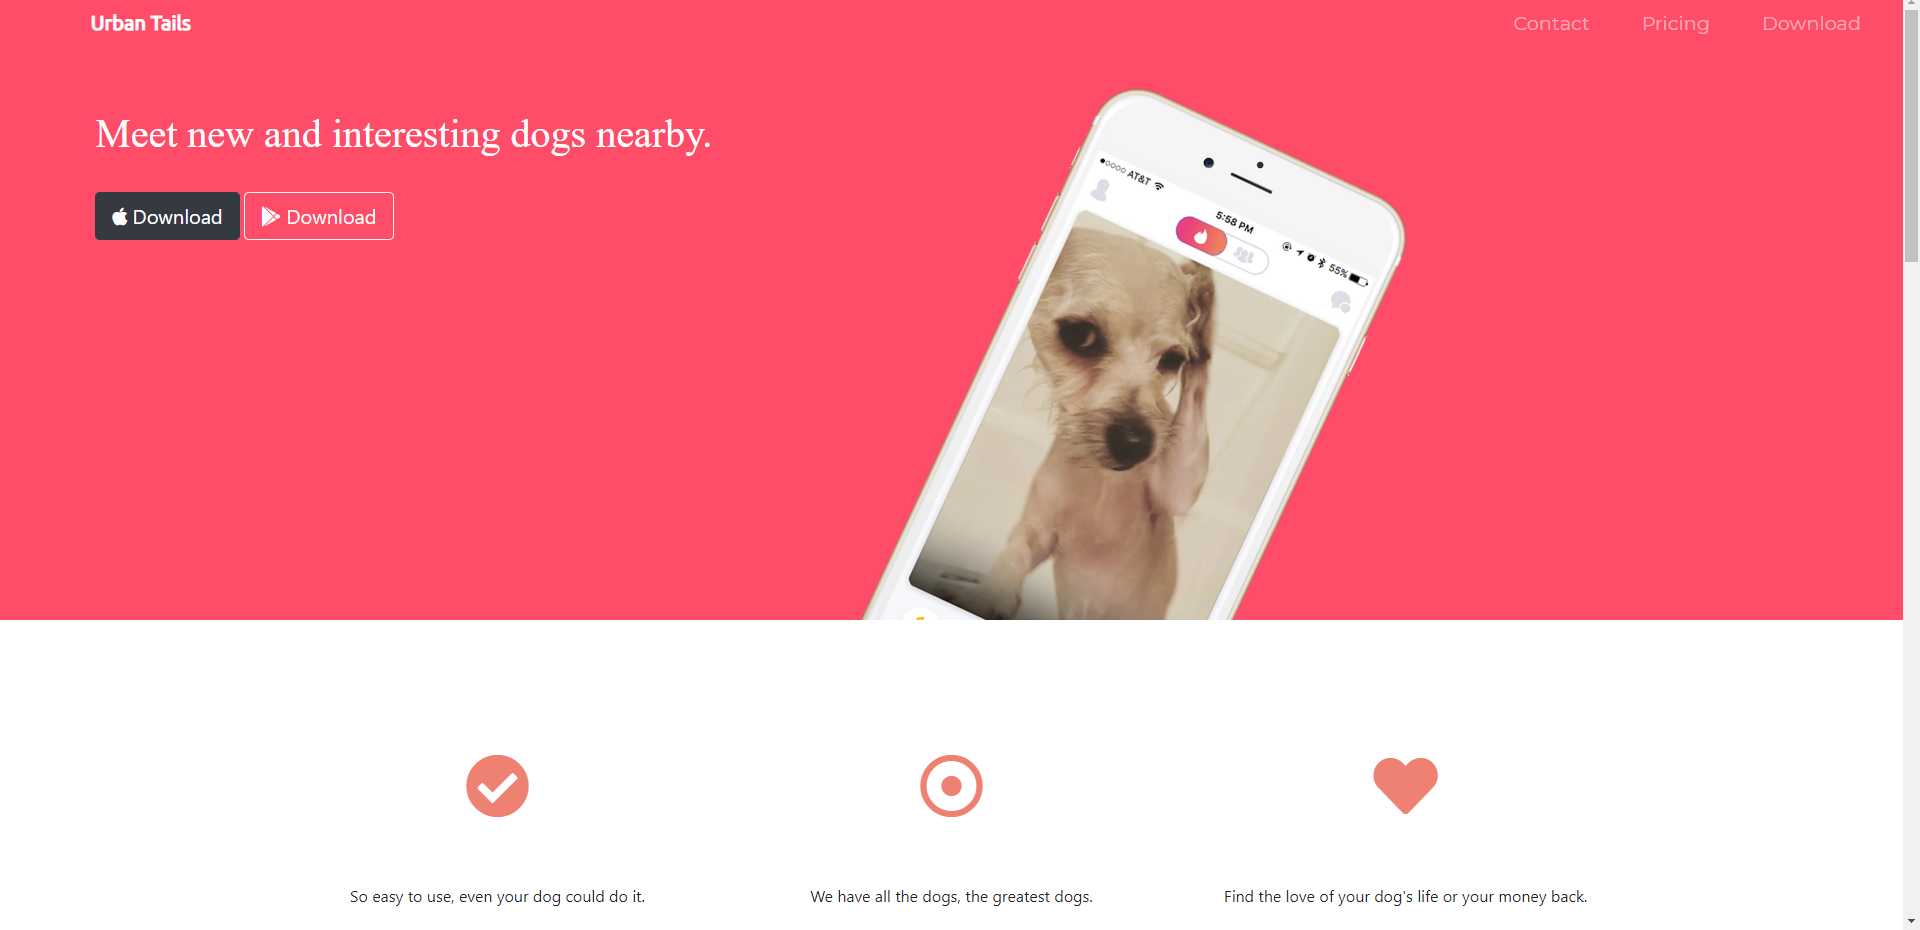 Urban Tails
Contact Pricing Download
Meet new and interesting dogs nearby.
Download Download
AT&T
5:58 PM
55%
So easy to use, even your dog could do it.
We have all the dogs, the greatest dogs.
Find the love of your dog's life or your money back.